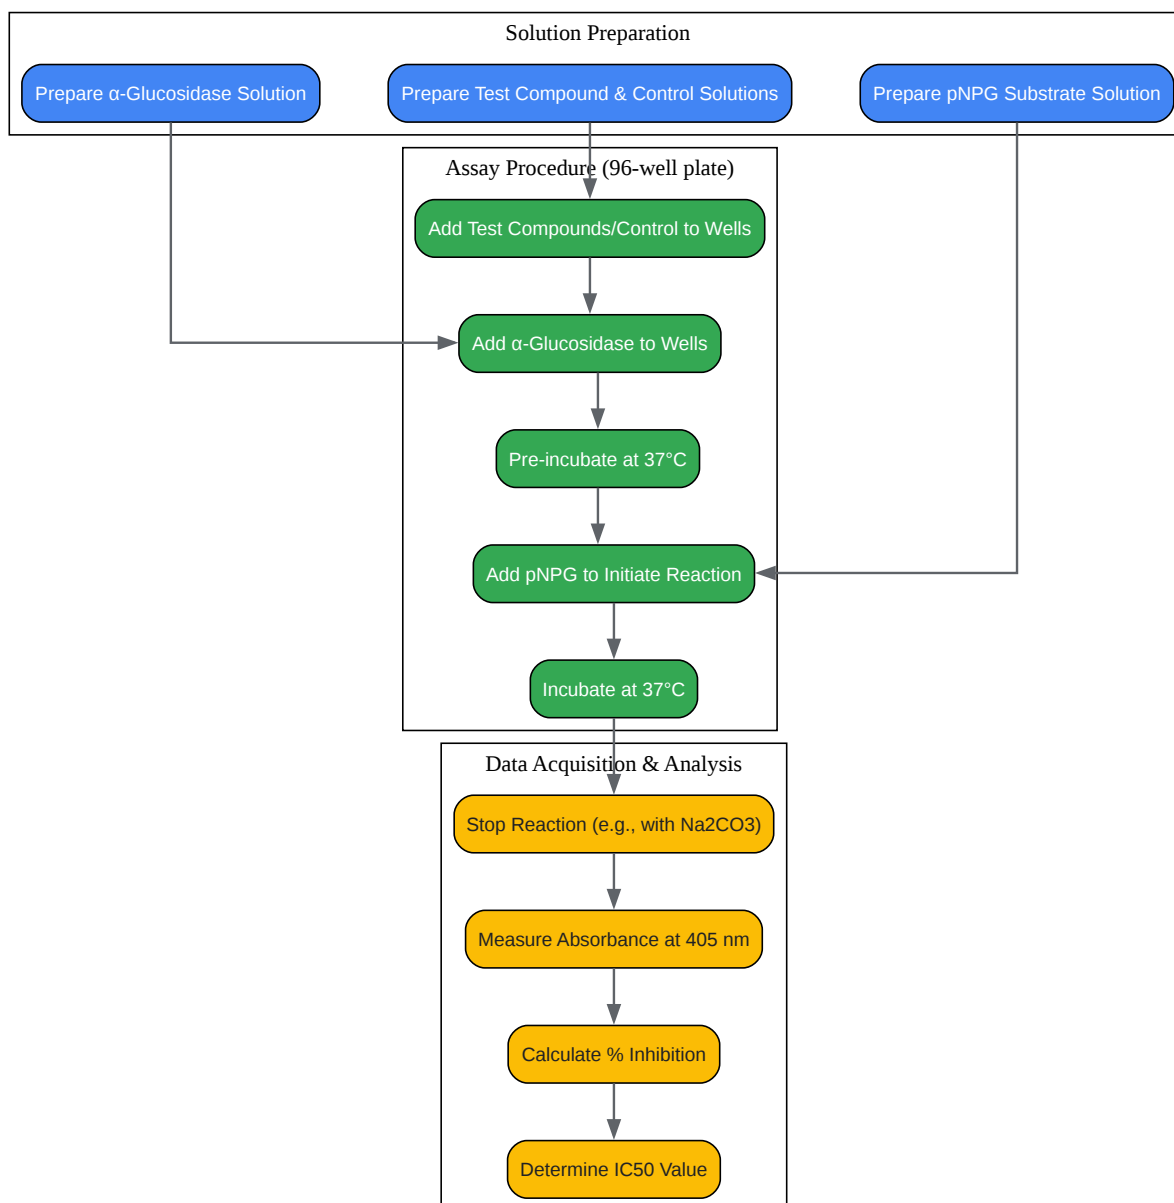 Solution Preparation
Prepare α-Glucosidase Solution
Prepare Test Compound & Control Solutions
Prepare pNPG Substrate Solution
Assay Procedure (96-well plate)
Add Test Compounds/Control to Wells
Add α-Glucosidase to Wells
Pre-incubate at 37°C
Add pNPG to Initiate Reaction
Incubate at 37°C
Data Acquisition & Analysis
Stop Reaction (e.g., with Na2CO3)
Measure Absorbance at 405 nm
Calculate % Inhibition
Determine IC50 Value